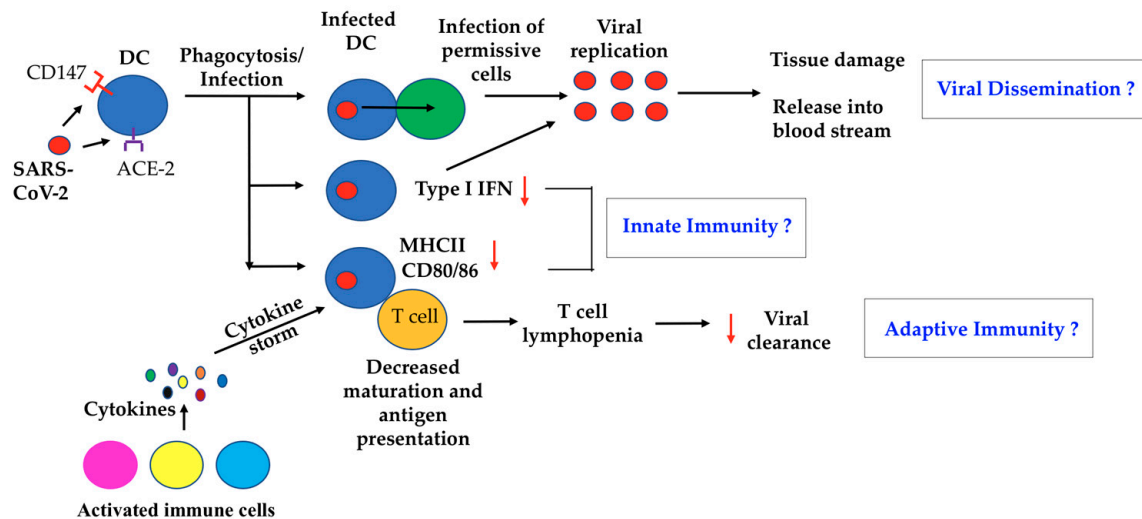 CD147
DC
SARS-
CoV-2
ACE-2
Phagocytosis/
Infection
Infected
DC
Infection of
permissive
cells
Viral
replication
Tissue damage
Release into
blood stream
Viral Dissemination ?
Type I IFN
Innate Immunity ?
MHCII
CD80/86
T cell
Cytokine
storm
T cell
lymphopenia
Viral
clearance
Adaptive Immunity ?
Decreased
maturation and
antigen
presentation
Cytokines
Activated immune cells